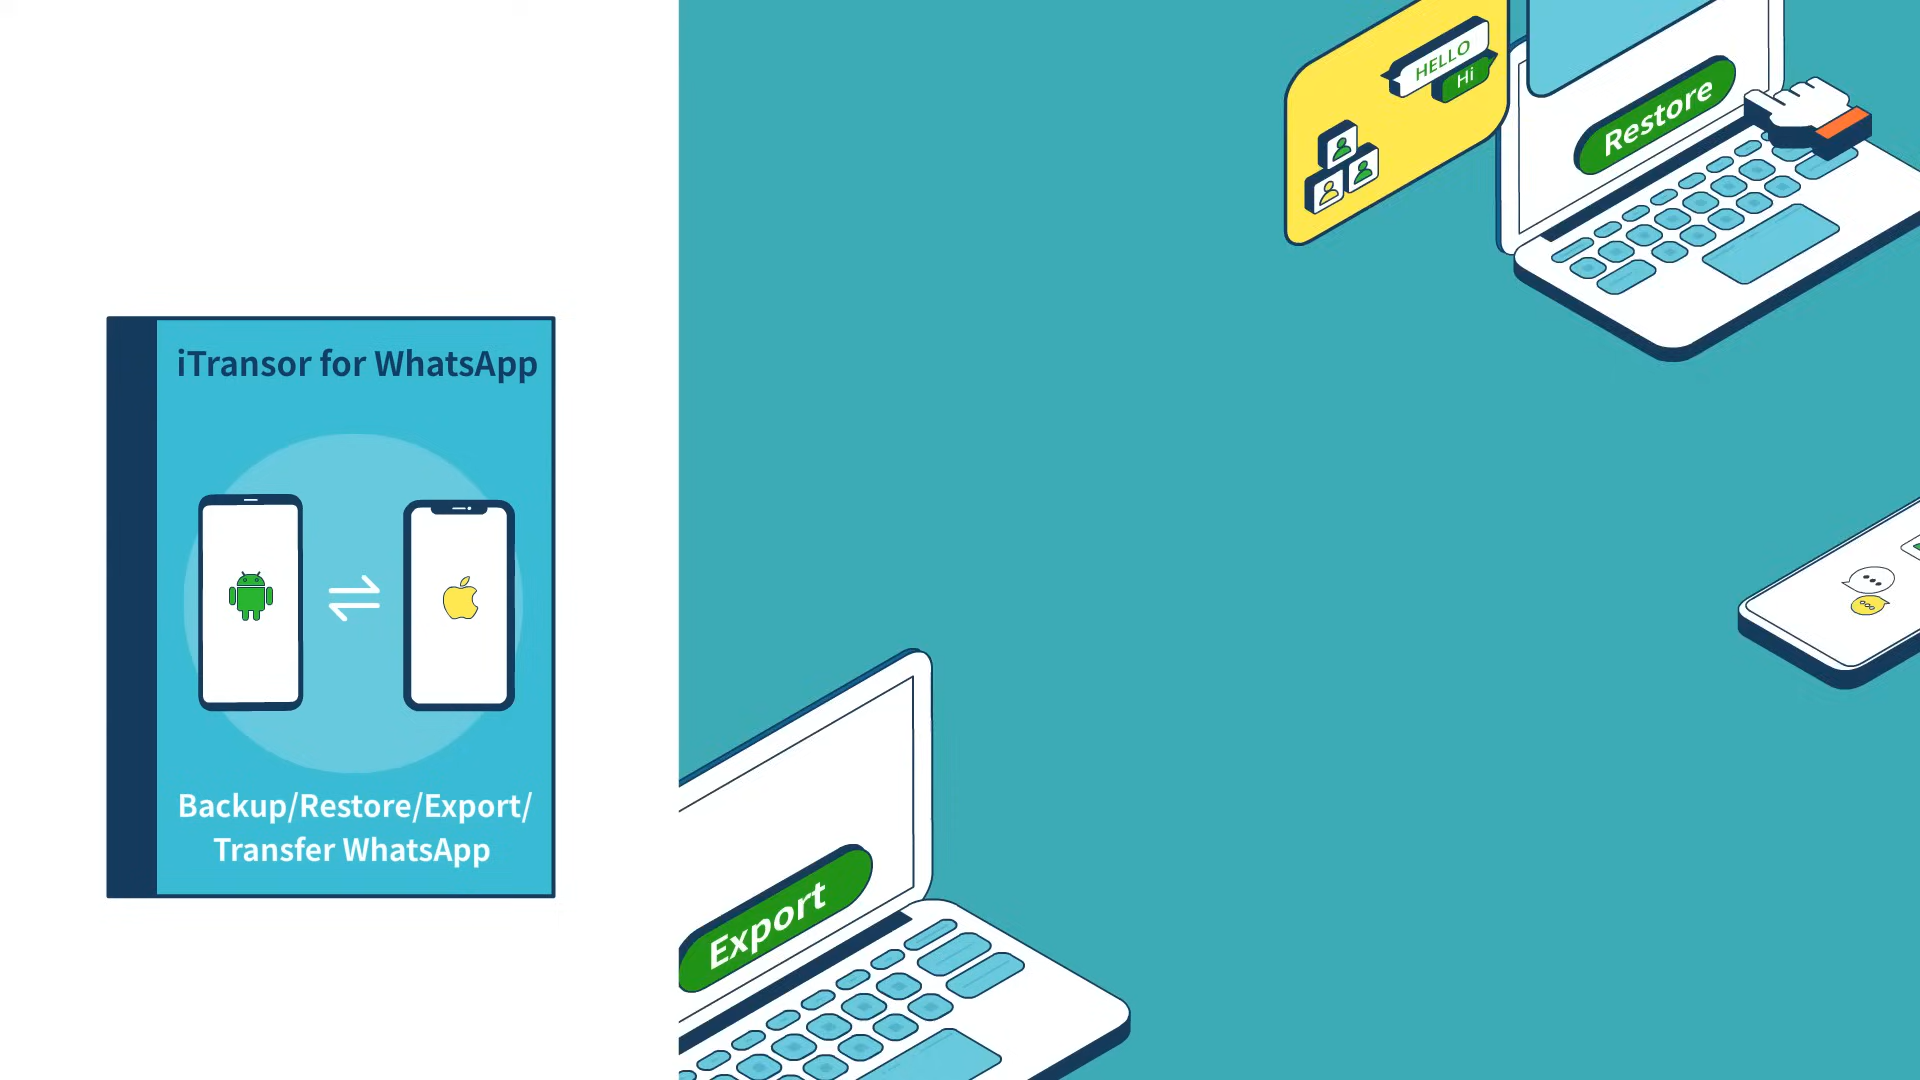 iTransor for WhatsApp
Backup/Restore/Export/
Transfer WhatsApp
HELLO
Hi
Restore
Export